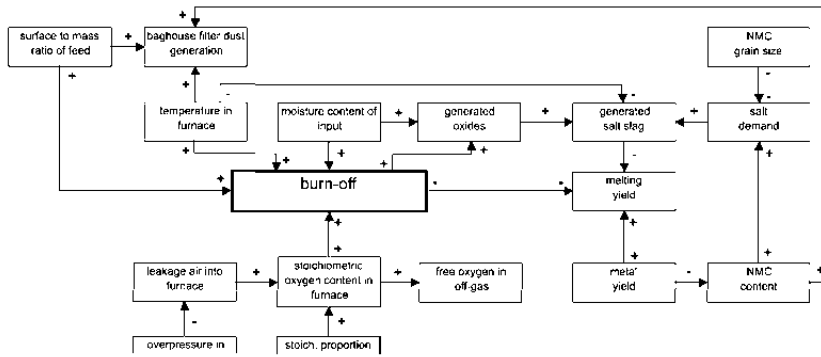 surface to mass
ratio of feed
baghouse filter dust
generation
NMC
grain size
temperature in
furnace
moisture content of
input
generated
oxides
generated
salt slag
salt
demand
burn-off
melting
yield
leakage air into
furnace
stoichiometric
oxygen content in
furnace
free oxygen in
off-gas
metal
yield
NMC
content
overpressure in
stoich. proportion